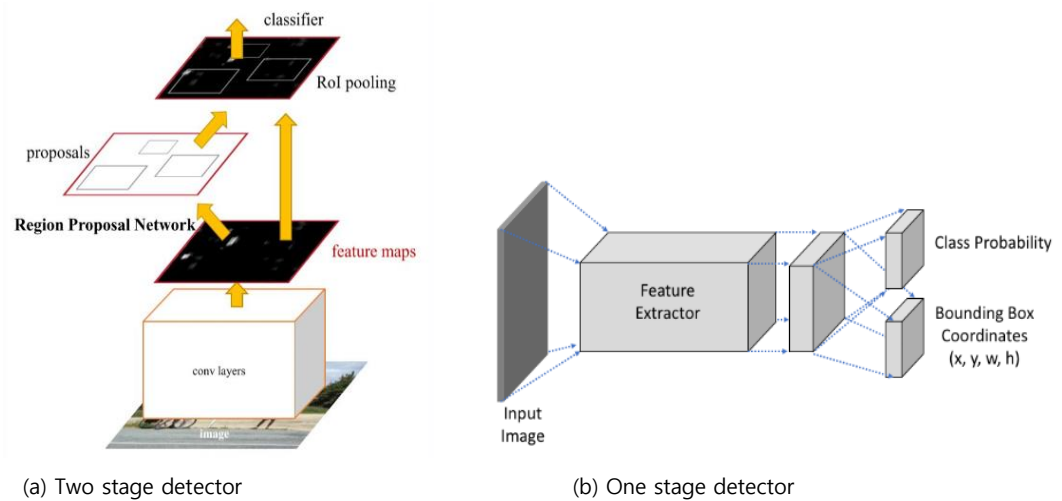 classifier
RoI pooling
proposals
Region Proposal Network
feature maps
conv layers
image
(a) Two stage detector
Input
Image
Feature
Extractor
Class Probability
Bounding Box
Coordinates
(x, y, w, h)
(b) One stage detector